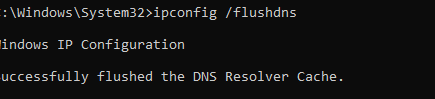 :\Windows\System32>ipconfig /flushdns
indows IP Configuration
uccessfully flushed the DNS Resolver Cache.